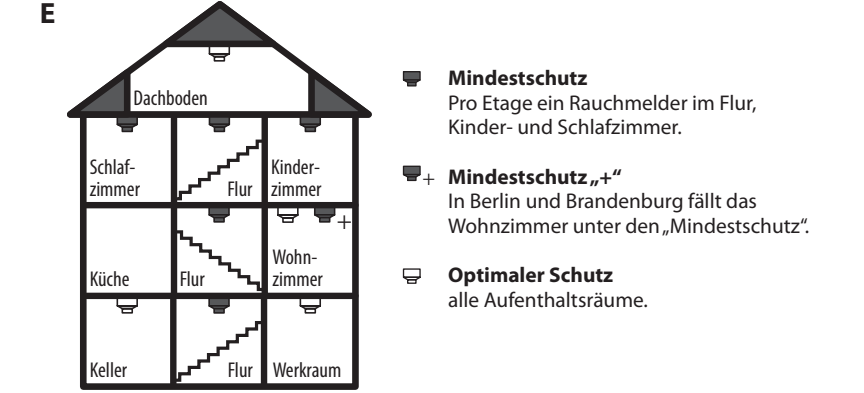 E
Dachboden
Schlaf-
zimmer
Flur
Kinder-
zimmer
Küche
Flur
+
Wohn-
zimmer
Keller
Flur
Werkraum
Mindestschutz
Pro Etage ein Rauchmelder im Flur,
Kinder- und Schlafzimmer.
+ Mindestschutz „+“
In Berlin und Brandenburg fällt das
Wohnzimmer unter den „Mindestschutz“.
Optimaler Schutz
alle Aufenthaltsräume.